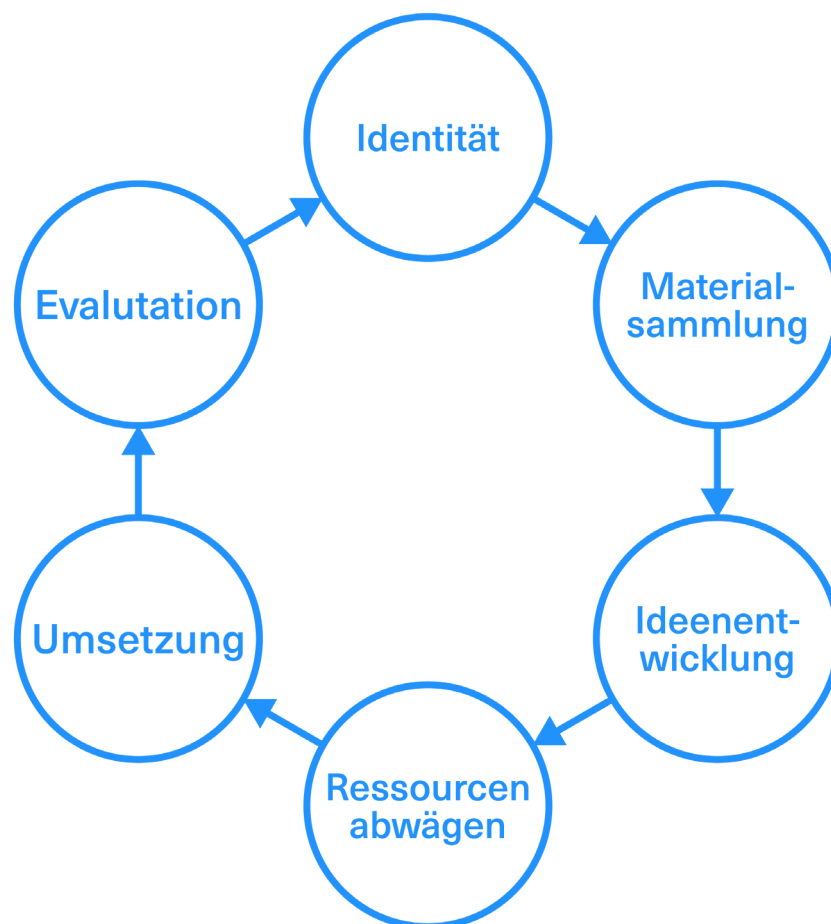 Identität
Material-
sammlung
Ideenent-
wicklung
Ressourcen
abwägen
Umsetzung
Evalutation